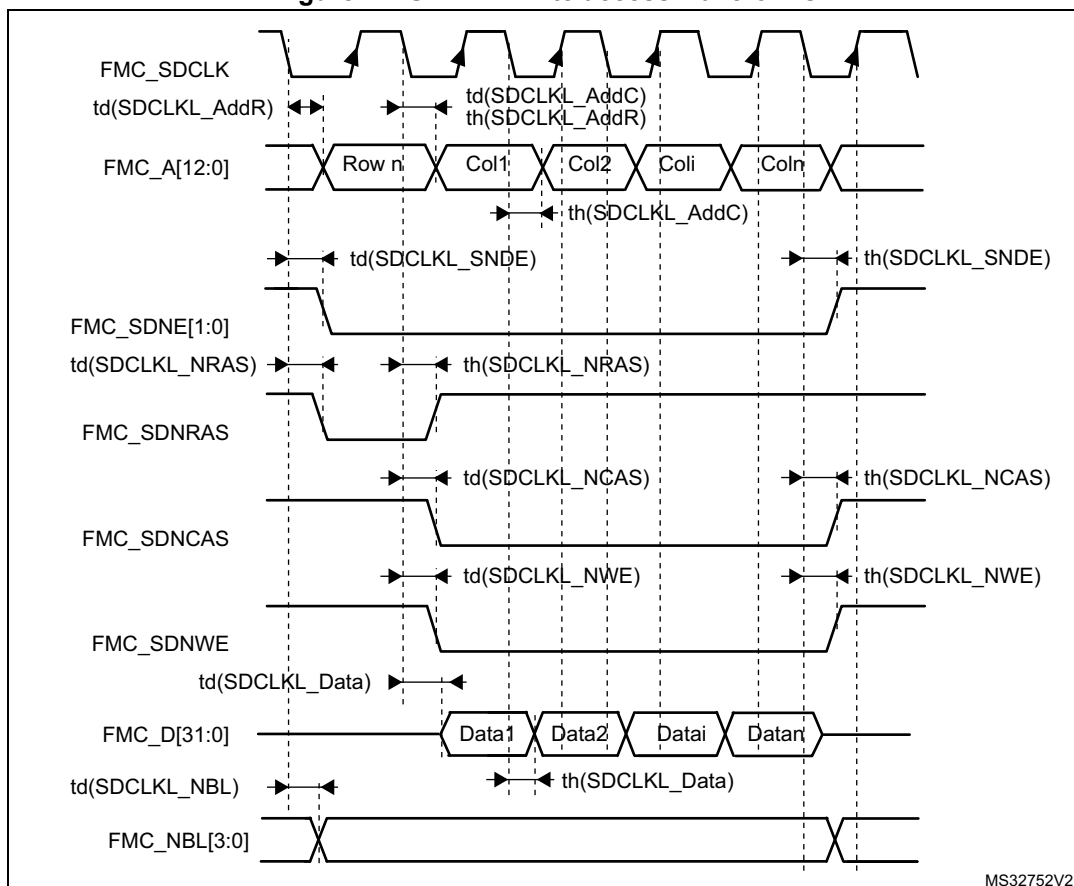 FMC_SDCLK
td(SDCLKL_AddR)
td(SDCLKL_AddC)
th(SDCLKL_AddR)
FMC_A[12:0]
Row n
Col1
Col2
Coli
Coln
th(SDCLKL_AddC)
td(SDCLKL_SNDE)
th(SDCLKL_SNDE)
FMC_SDNE[1:0]
td(SDCLKL_NRAS)
th(SDCLKL_NRAS)
FMC_SDNRAS
td(SDCLKL_NCAS)
th(SDCLKL_NCAS)
FMC_SDNCAS
td(SDCLKL_NWE)
th(SDCLKL_NWE)
FMC_SDNWE
td(SDCLKL_Data)
FMC_D[31:0]
Data1
Data2
Datai
Datan
td(SDCLKL_NBL)
th(SDCLKL_Data)
FMC_NBL[3:0]
MS32752V2